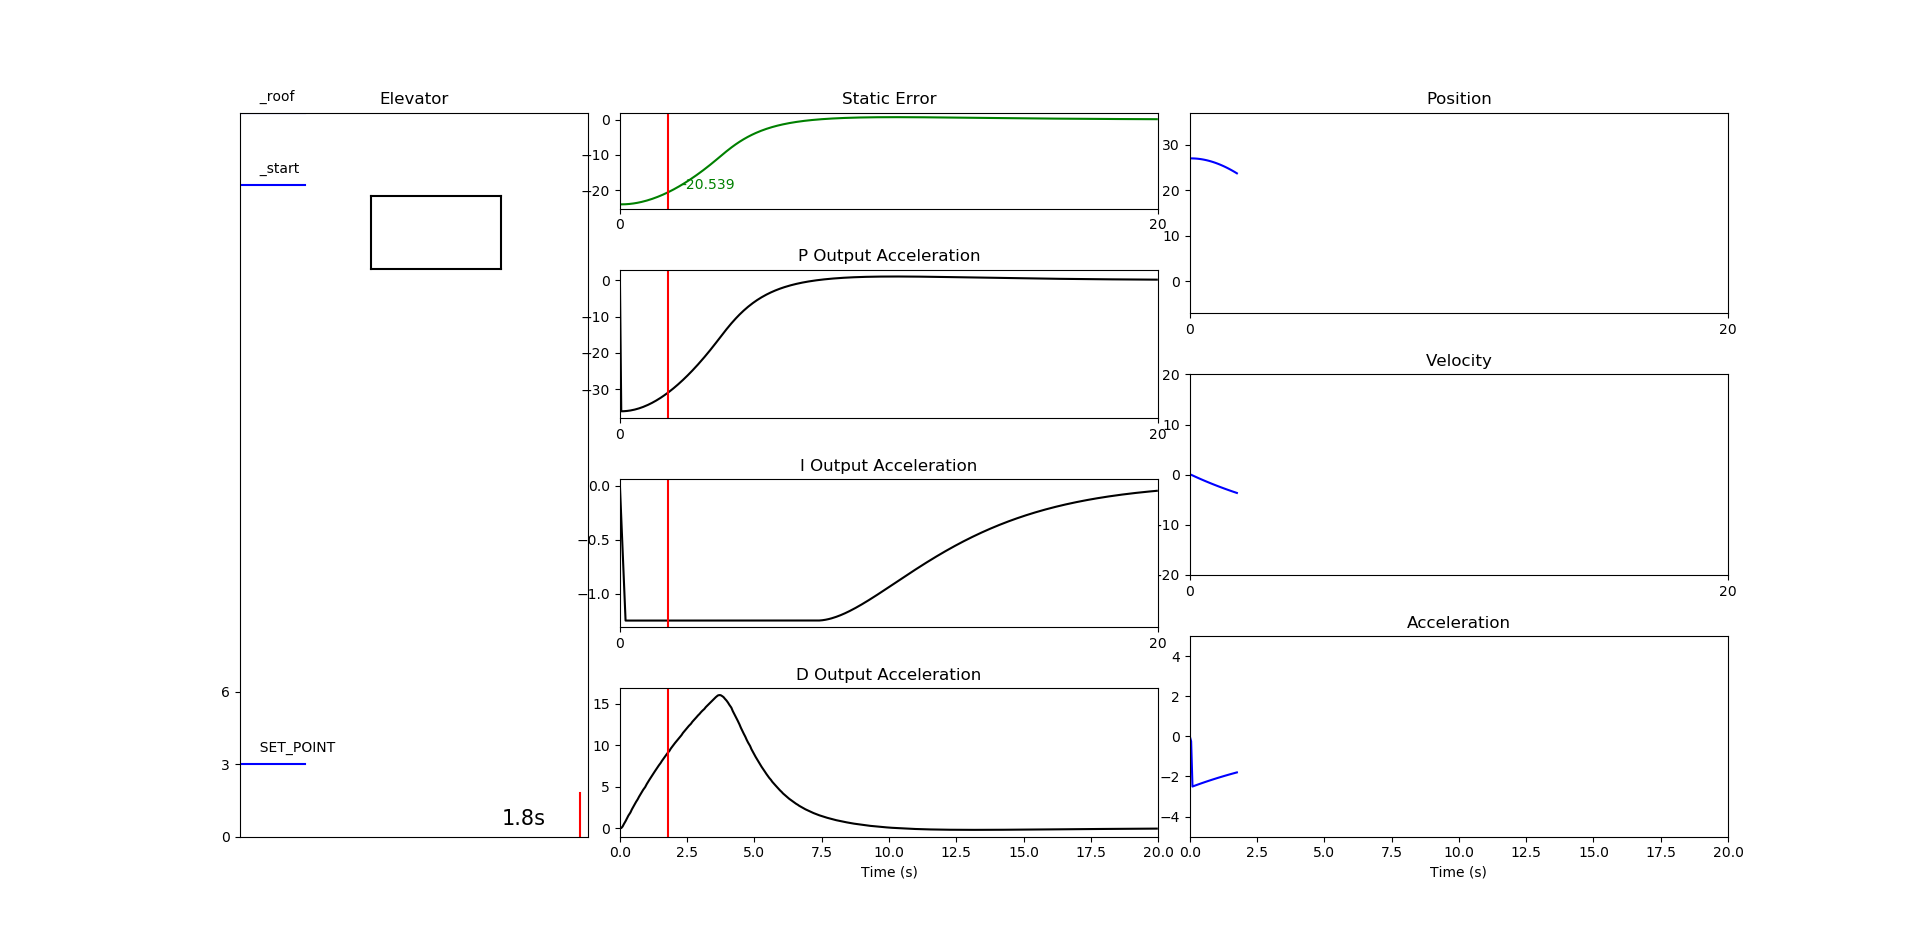 _roof
Elevator
_start
6
SET_POINT
3
1.8s
0
Static Error
0
−10
−20
-20.539
0 20
P Output Acceleration
0
−10
−20
−30
0 20
I Output Acceleration
0.0
−0.5
−1.0
0 20
D Output Acceleration
15
10
5
0
0.0 2.5 5.0 7.5 10.0 12.5 15.0 17.5 20.0
Time (s)
Position
30
20
10
0
0 20
Velocity
20
10
0
-10
-20
0 20
Acceleration
4
2
0
−2
−4
0.0 2.5 5.0 7.5 10.0 12.5 15.0 17.5 20.0
Time (s)